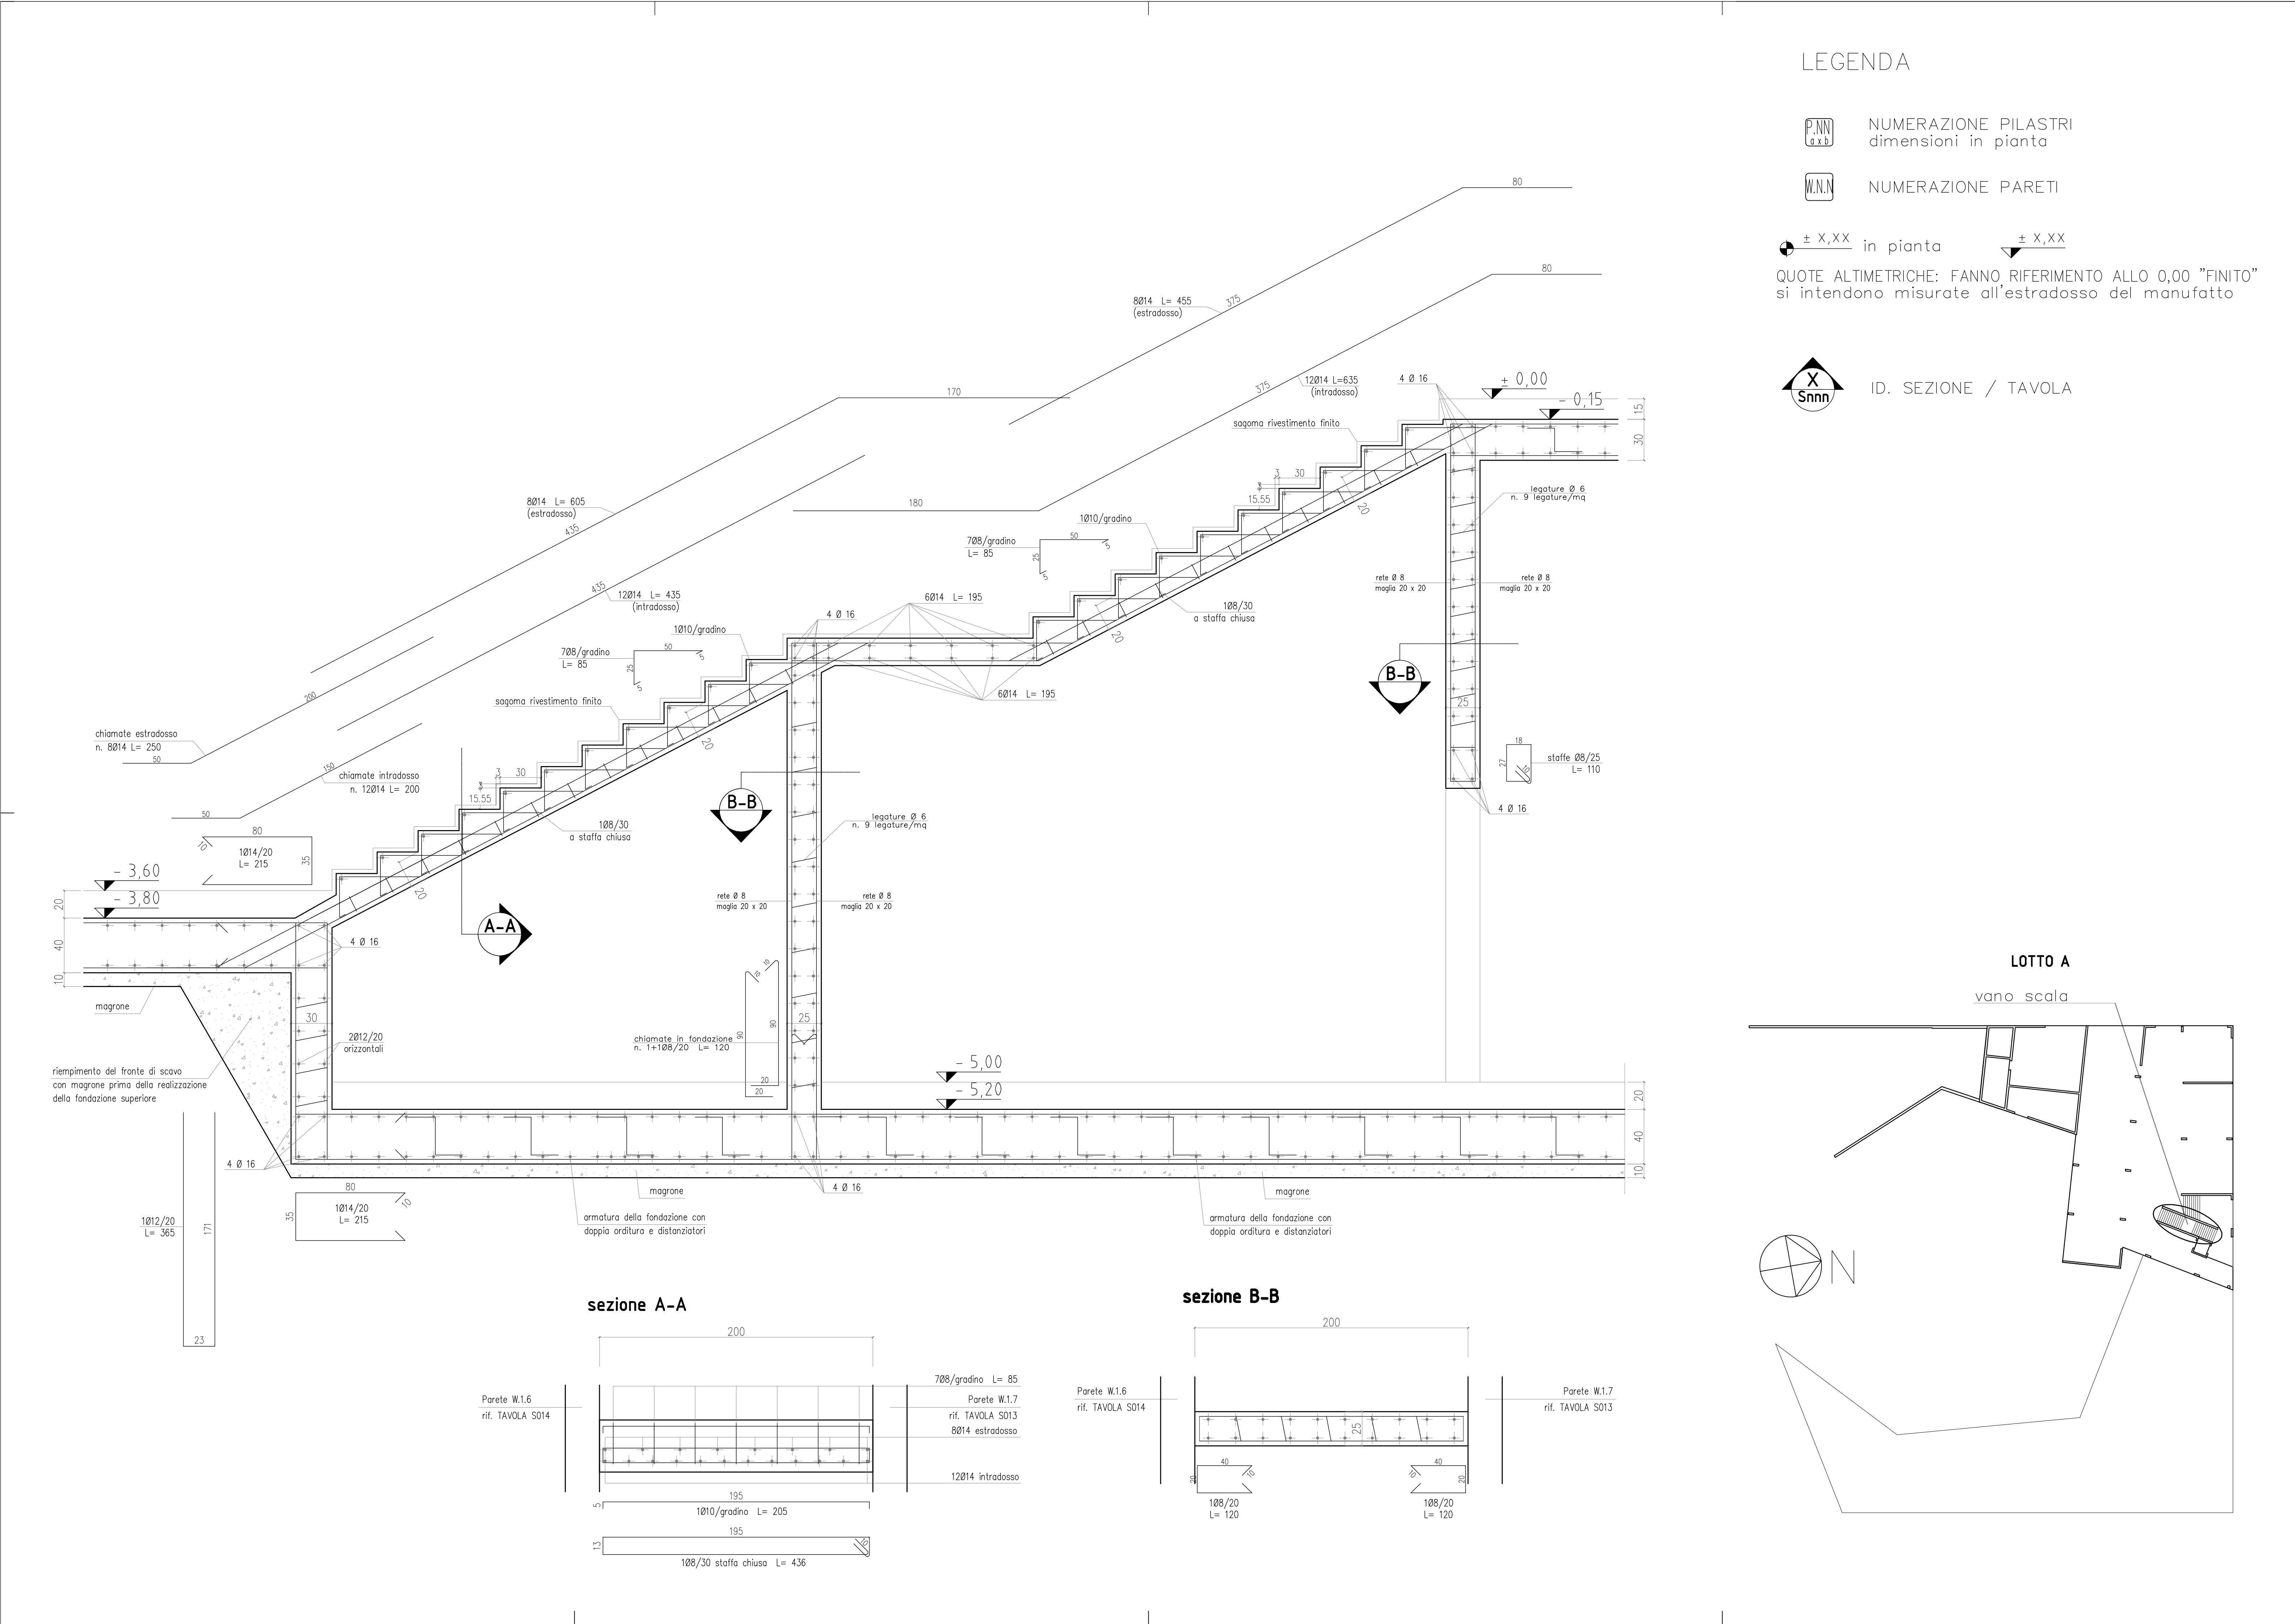 LEGENDA
P.NN
a x b
NUMERAZIONE PILASTRI
dimensioni in pianta
W.N.N
NUMERAZIONE PARETI
± X,XX
in pianta
± X,XX
QUOTE ALTIMETRICHE: FANNO RIFERIMENTO ALLO 0,00 "FINITO"
si intendono misurate all'estradosso del manufatto
X
Snnn
ID. SEZIONE / TAVOLA
80
80
8Ø14 L= 455
(estradosso)
375
12Ø14 L=635
(intradosso)
375
4 Ø 16
± 0,00
- 0,15
15
30
170
sagoma rivestimento finito
3
30
15.55
20
legature Ø 6
n. 9 legature/mq
8Ø14 L= 605
(estradosso)
435
180
1Ø10/gradino
7Ø8/gradino
L= 85
50
5
25
5
rete Ø 8
maglia 20 x 20
rete Ø 8
maglia 20 x 20
435
12Ø14 L= 435
(intradosso)
6Ø14 L= 195
4 Ø 16
1Ø8/30
a staffa chiusa
20
1Ø10/gradino
7Ø8/gradino
L= 85
50
5
25
5
B-B
25
6Ø14 L= 195
200
sagoma rivestimento finito
chiamate estradosso
n. 8Ø14 L= 250
50
20
18
27
10
staffe Ø8/25
L= 110
150
chiamate intradosso
n. 12Ø14 L= 200
3
30
15.55
50
B-B
4 Ø 16
legature Ø 6
n. 9 legature/mq
1Ø8/30
a staffa chiusa
80
10
1Ø14/20
L= 215
35
- 3,60
- 3,80
20
20
rete Ø 8
maglia 20 x 20
rete Ø 8
maglia 20 x 20
A-A
40
4 Ø 16
10
magrone
10
10
30
25
90
90
2Ø12/20
orizzontali
chiamate in fondazione
n. 1+1Ø8/20 L= 120
20
20
- 5,00
- 5,20
riempimento del fronte di scavo
con magrone prima della realizzazione
della fondazione superiore
20
40
10
4 Ø 16
4 Ø 16
magrone
magrone
80
10
35
1Ø14/20
L= 215
armatura della fondazione con
doppia orditura e distanziatori
armatura della fondazione con
doppia orditura e distanziatori
1Ø12/20
L= 365
171
23
LOTTO A
vano scala
N
sezione A-A
200
7Ø8/gradino L= 85
Parete W.1.6
rif. TAVOLA S014
Parete W.1.7
rif. TAVOLA S013
8Ø14 estradosso
12Ø14 intradosso
195
5
1Ø10/gradino L= 205
195
13
10
1Ø8/30 staffa chiusa L= 436
sezione B-B
200
Parete W.1.6
rif. TAVOLA S014
Parete W.1.7
rif. TAVOLA S013
25
40
20
10
1Ø8/20
L= 120
40
10
20
1Ø8/20
L= 120